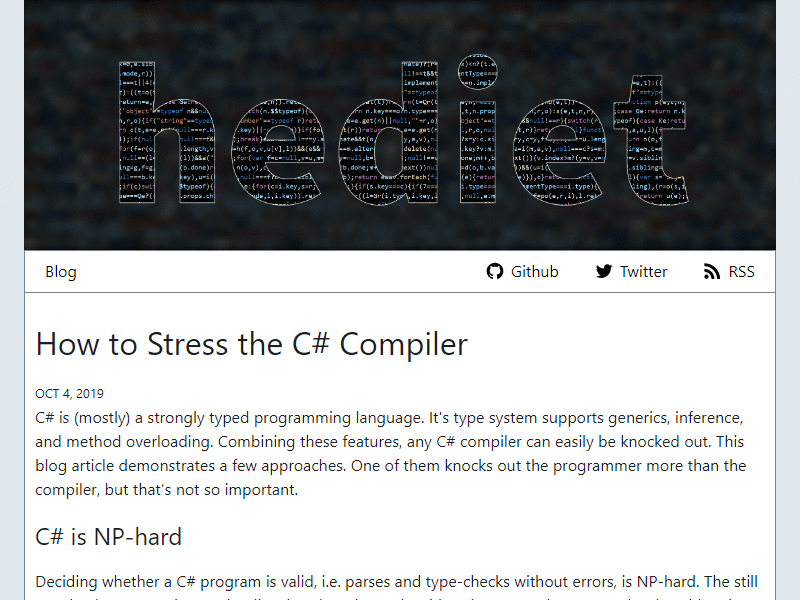 hediet
Blog
Github
Twitter
RSS
How to Stress the C# Compiler
OCT 4, 2019
C# is (mostly) a strongly typed programming language. It's type system supports generics, inference,
and method overloading. Combining these features, any C# compiler can easily be knocked out. This
blog article demonstrates a few approaches. One of them knocks out the programmer more than the
compiler, but that's not so important.
C# is NP-hard
Deciding whether a C# program is valid, i.e. parses and type-checks without errors, is NP-hard. The still